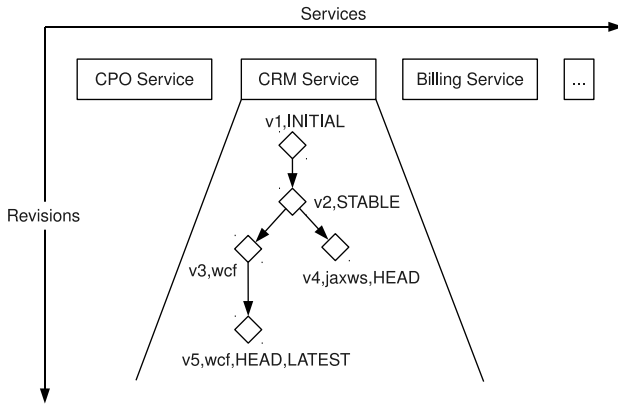 Services
CPO Service
CRM Service
Billing Service
...
v1,INITIAL
v2,STABLE
Revisions
v3,wcf
v4,jaxws,HEAD
v5,wcf,HEAD,LATEST